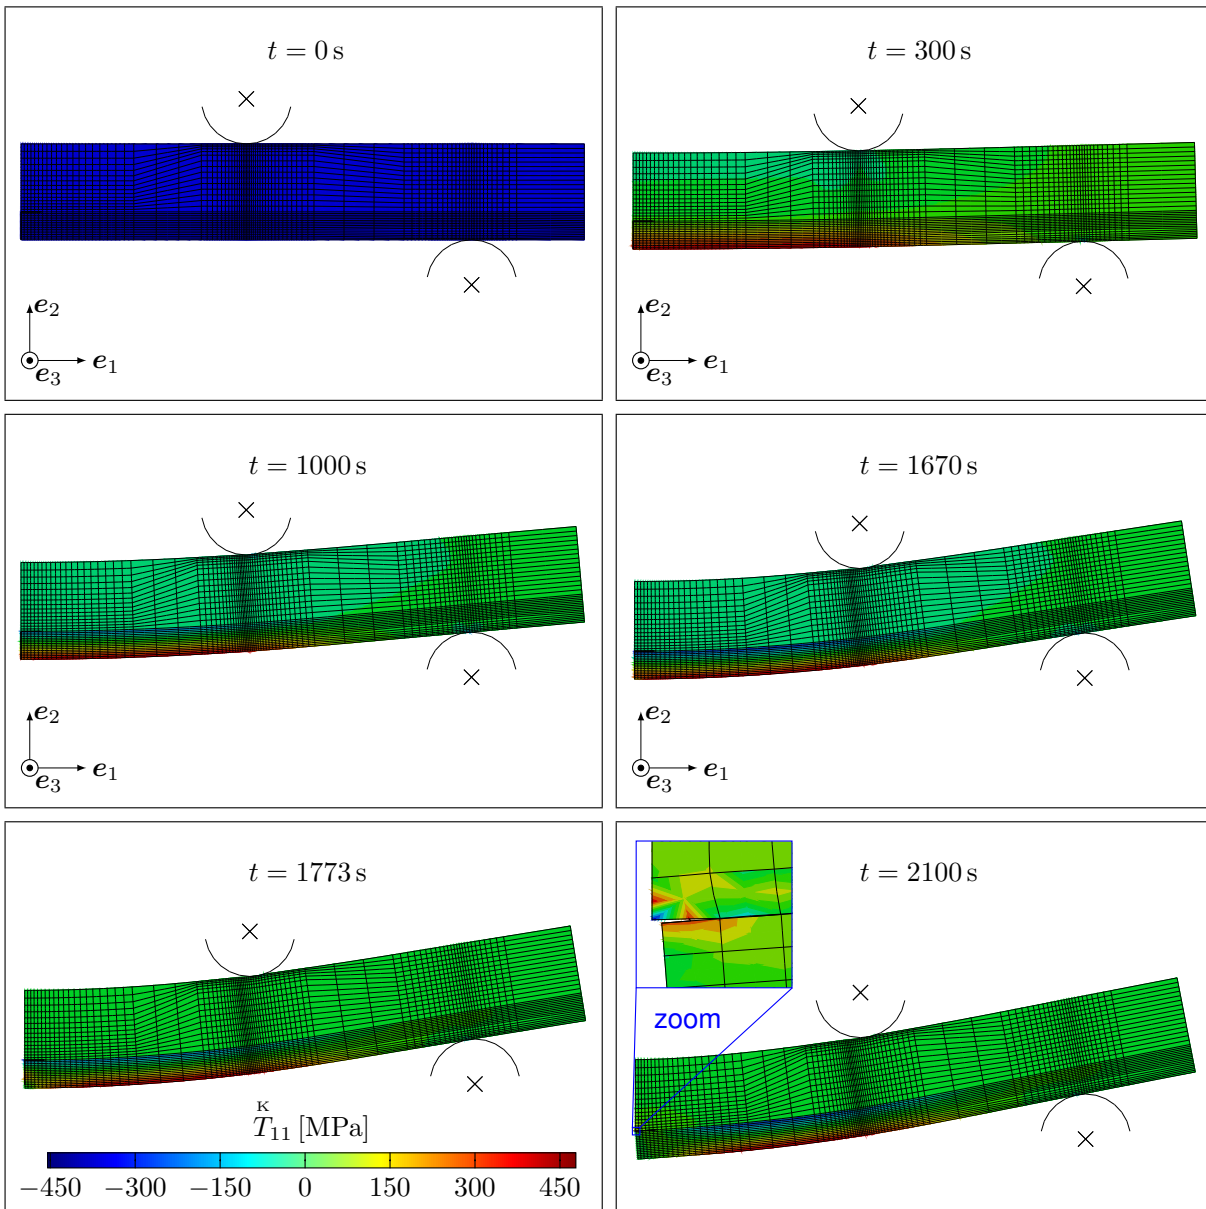 t = 0 s
e2
e1
e3
t = 300 s
e2
e1
e3
t = 1000 s
e2
e1
e3
t = 1670 s
e2
e1
e3
t = 1773 s
K
T11 [MPa]
−450 −300 −150 0 150 300 450
t = 2100 s
zoom